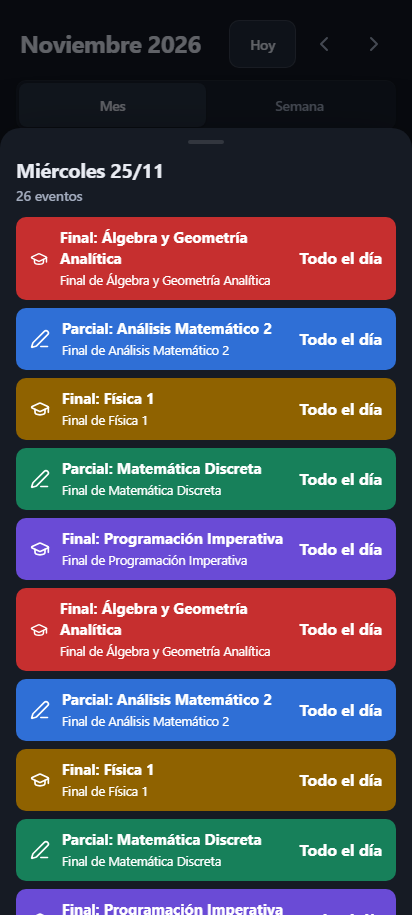 Noviembre 2026
Hoy
Mes
Semana
Miércoles 25/11
26 eventos
Final: Álgebra y Geometría
Analítica
Final de Álgebra y Geometría Analítica
Todo el día
Parcial: Análisis Matemático 2
Final de Análisis Matemático 2
Todo el día
Final: Física 1
Final de Física 1
Todo el día
Parcial: Matemática Discreta
Final de Matemática Discreta
Todo el día
Final: Programación Imperativa
Final de Programación Imperativa
Todo el día
Final: Álgebra y Geometría
Analítica
Final de Álgebra y Geometría Analítica
Todo el día
Parcial: Análisis Matemático 2
Final de Análisis Matemático 2
Todo el día
Final: Física 1
Final de Física 1
Todo el día
Parcial: Matemática Discreta
Final de Matemática Discreta
Todo el día
Final: Programación Imperativa